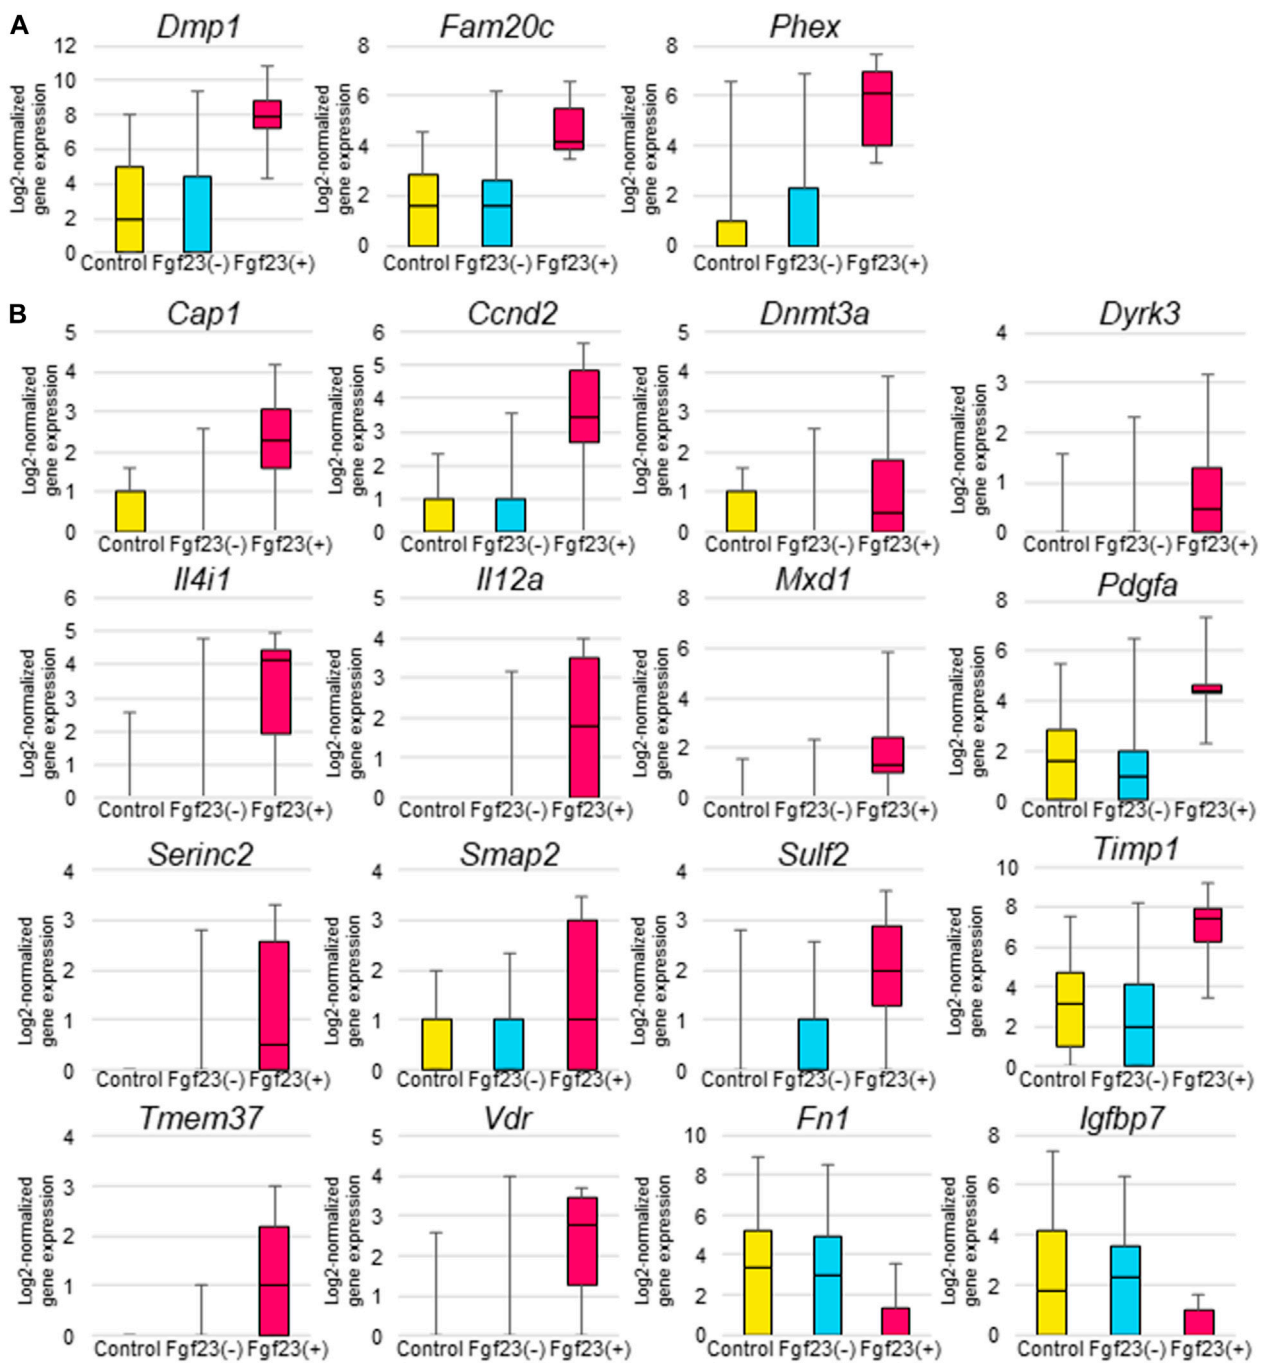 A
Dmp1 Fam20c Phex
Log2-normalized gene expression
12
10
8
6
4
2
0
Control Fgf23(-) Fgf23(+)
Log2-normalized gene expression
8
6
4
2
0
Control Fgf23(-) Fgf23(+)
Log2-normalized gene expression
8
6
4
2
0
Control Fgf23(-) Fgf23(+)
B
Cap1 Ccnd2 Dnmt3a Dyrk3
Log2-normalized gene expression
5
4
3
2
1
0
Control Fgf23(-) Fgf23(+)
Log2-normalized gene expression
6
5
4
3
2
1
0
Control Fgf23(-) Fgf23(+)
Log2-normalized gene expression
5
4
3
2
1
0
Control Fgf23(-) Fgf23(+)
Log2-normalized gene expression
4
3
2
1
0
Control Fgf23(-) Fgf23(+)
Il4i1 Il12a Mxd1 Pdgfa
Log2-normalized gene expression
6
5
4
3
2
1
0
Control Fgf23(-) Fgf23(+)
Log2-normalized gene expression
5
4
3
2
1
0
Control Fgf23(-) Fgf23(+)
Log2-normalized gene expression
8
6
4
2
0
Control Fgf23(-) Fgf23(+)
Log2-normalized gene expression
8
6
4
2
0
Control Fgf23(-) Fgf23(+)
Serinc2 Smap2 Sulf2 Timp1
Log2-normalized gene expression
4
3
2
1
0
Control Fgf23(-) Fgf23(+)
Log2-normalized gene expression
4
3
2
1
0
Control Fgf23(-) Fgf23(+)
Log2-normalized gene expression
4
3
2
1
0
Control Fgf23(-) Fgf23(+)
Log2-normalized gene expression
10
8
6
4
2
0
Control Fgf23(-) Fgf23(+)
Tmem37 Vdr Fn1 Igfbp7
Log2-normalized gene expression
4
3
2
1
0
Control Fgf23(-) Fgf23(+)
Log2-normalized gene expression
5
4
3
2
1
0
Control Fgf23(-) Fgf23(+)
Log2-normalized gene expression
10
8
6
4
2
0
Control Fgf23(-) Fgf23(+)
Log2-normalized gene expression
8
6
4
2
0
Control Fgf23(-) Fgf23(+)